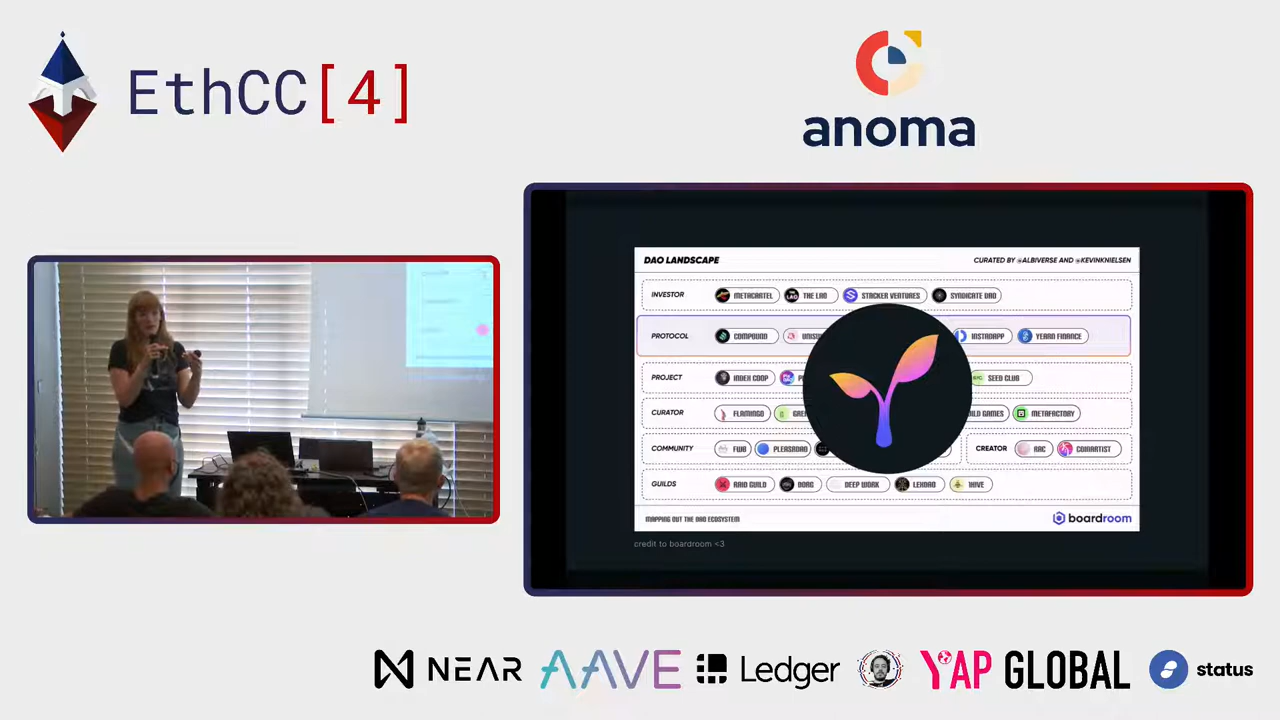 EthCC[4]
anoma
DAO LANDSCAPE
CURATED BY @ALBIVERSE AND @KEVINKNIELSEN
INVESTOR METACARTEL THE LAO STACKER VENTURES SYNDICATE DAO
PROTOCOL COMPOUND INSTADAPP YEARN FINANCE
PROJECT INDEX COOP SEED CLUB
CURATOR FLAMINGO GAMES METAFACTORY
COMMUNITY FWB PLEASRDAO CREATOR RAC COMARTIST
GUILDS RAID GUILD DORG DEEP WORK LEXDAO 1HIVE
MAPPING OUT THE DAO ECOSYSTEM
boardroom
credit to boardroom <3
NEAR AAVE Ledger YAP GLOBAL status